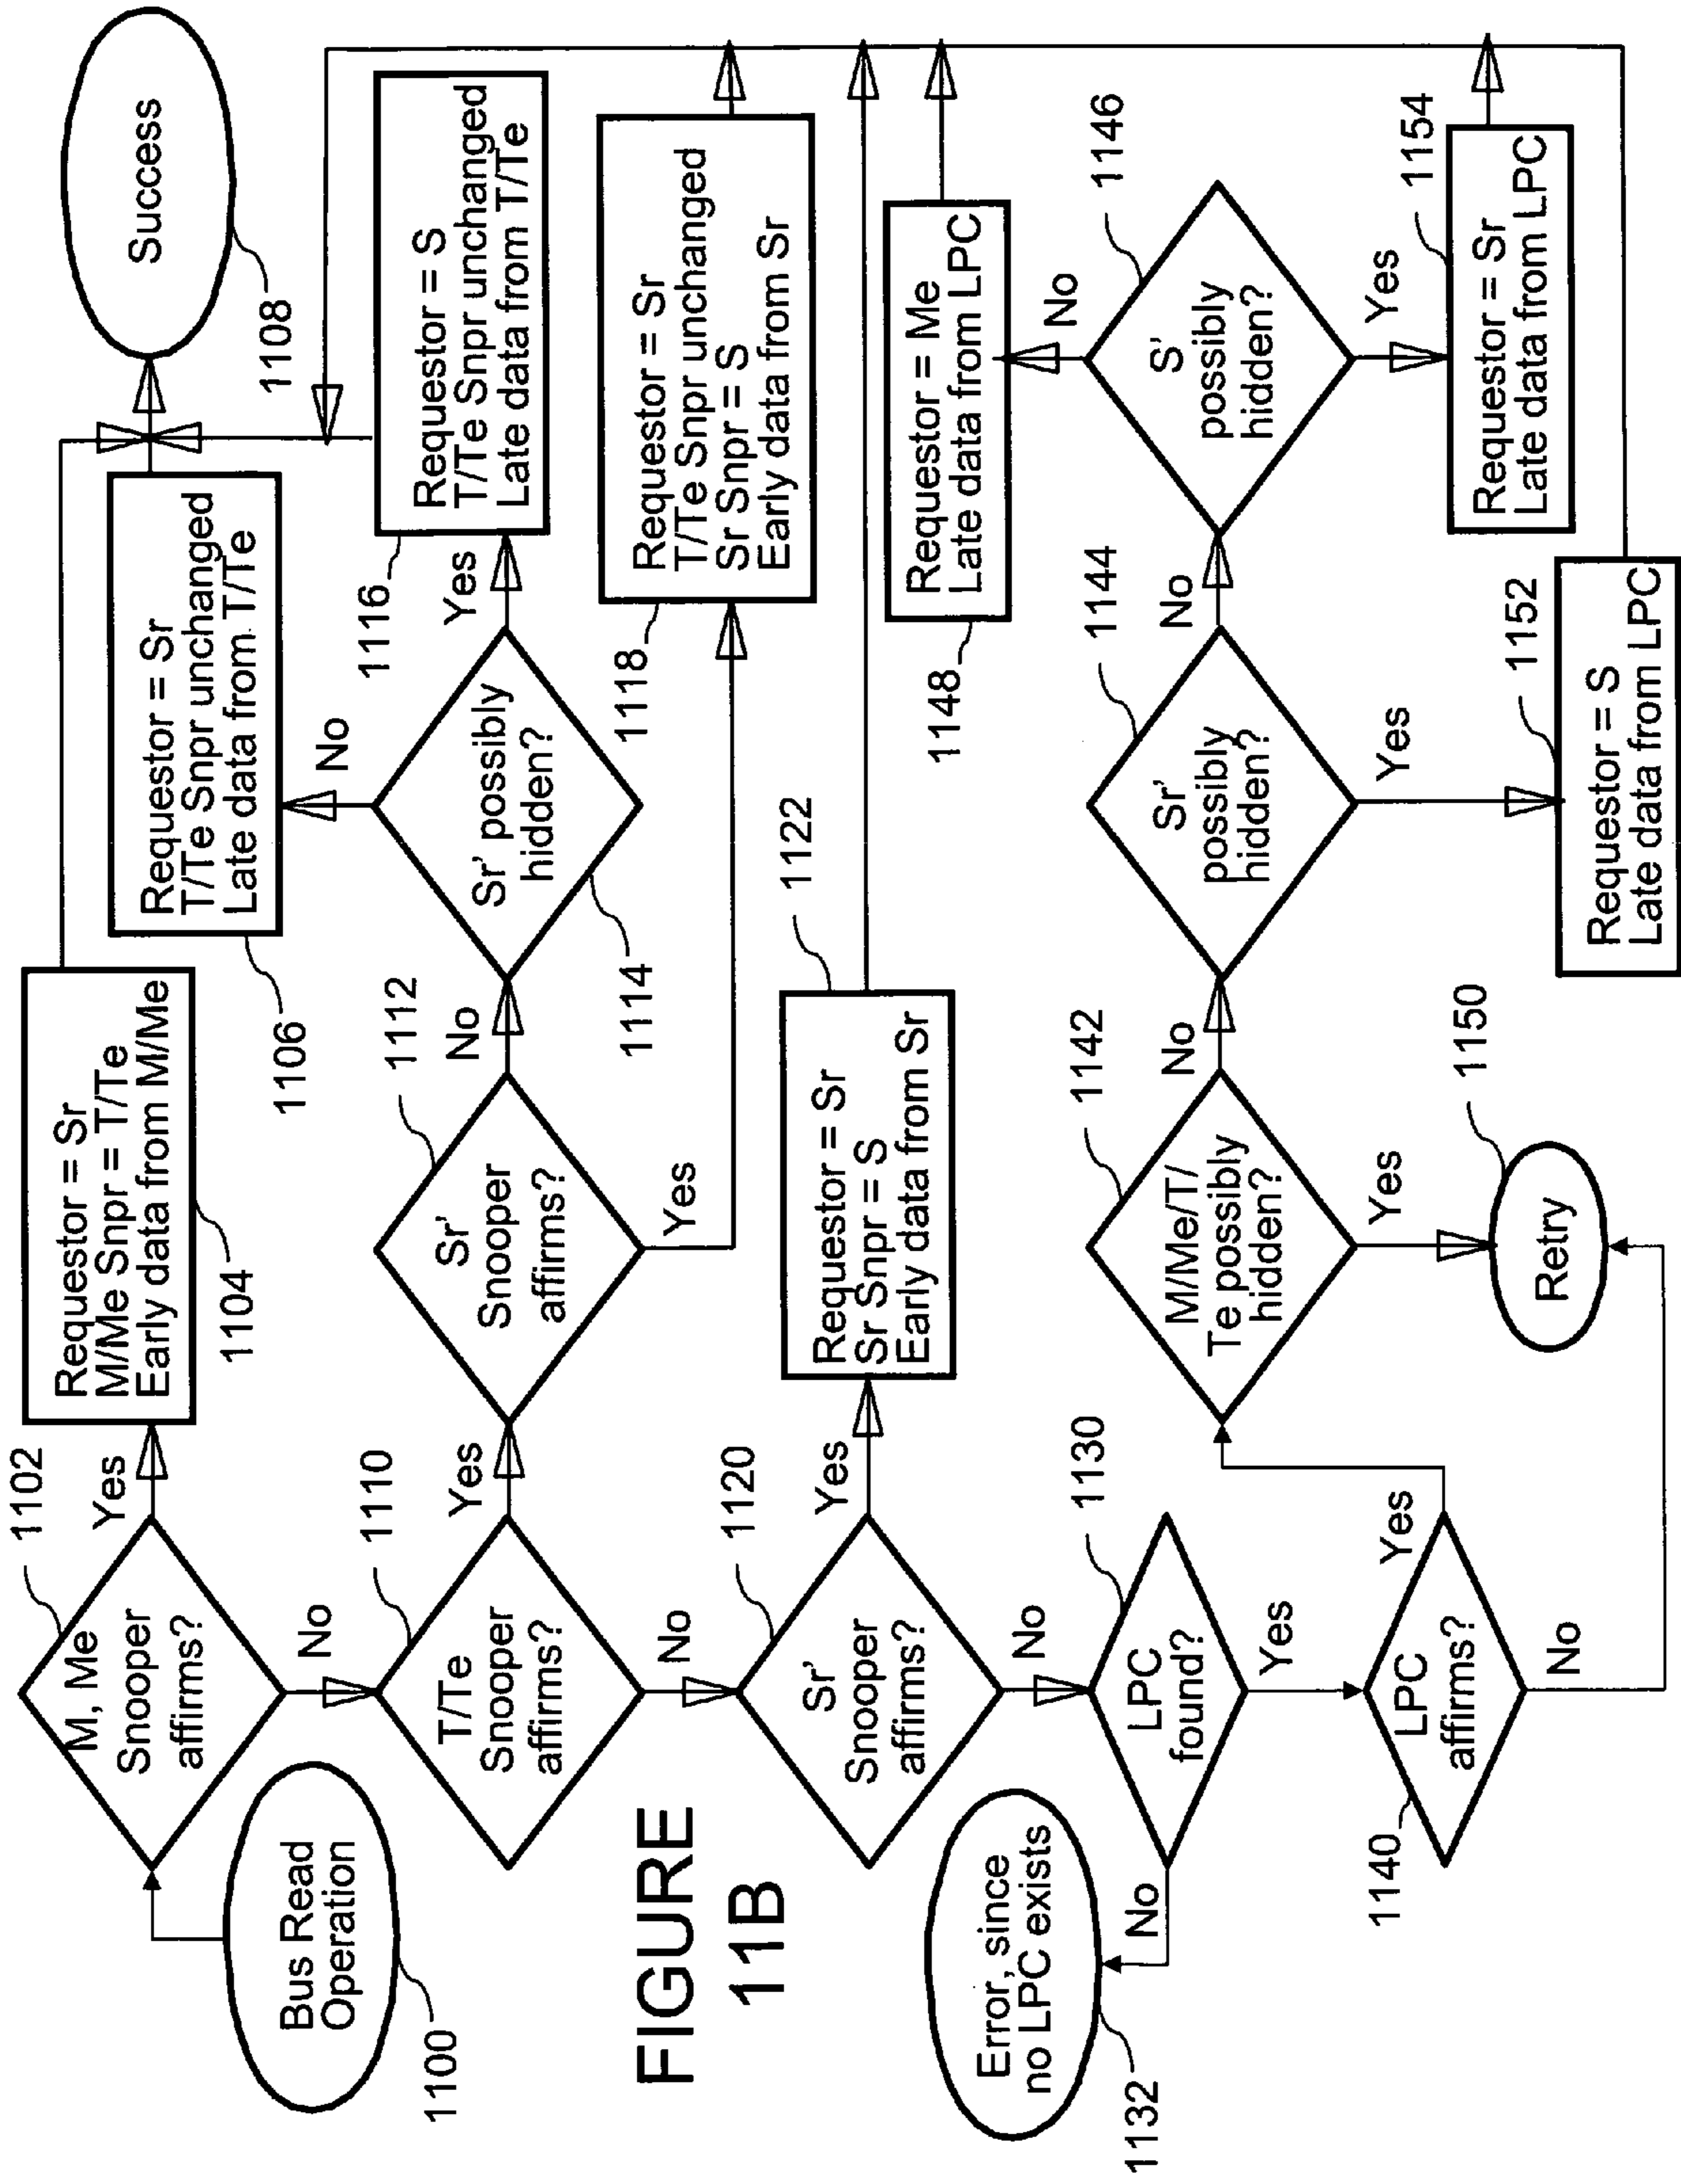 1102
M, Me
Snooper
affirms?
Yes
No
Bus Read
Operation
1100
Requestor = Sr
M/Me Snpr = T/Te
Early data from M/Me
1104
Requestor = Sr
T/Te Snpr unchanged
Late data from T/Te
1106
Success
1108
1110
T/Te
Snooper
affirms?
Yes
No
1112
Sr'
Snooper
affirms?
No
Yes
Sr' possibly
hidden?
1114
No
Yes
1116
Requestor = S
T/Te Snpr unchanged
Late data from T/Te
1118
Requestor = Sr
T/Te Snpr unchanged
Sr Snpr = S
Early data from Sr
FIGURE
11B
1120
Sr'
Snooper
affirms?
Yes
No
1122
Requestor = Sr
Sr Snpr = S
Early data from Sr
1130
LPC
found?
No
Yes
Error, since
no LPC exists
1132
1140
LPC
affirms?
Yes
No
1142
M/Me/T/
Te possibly
hidden?
No
Yes
1150
Retry
1144
Sr'
possibly
hidden?
No
Yes
1152
Requestor = S
Late data from LPC
1146
S'
possibly
hidden?
No
Yes
1148
Requestor = Me
Late data from LPC
1154
Requestor = Sr
Late data from LPC